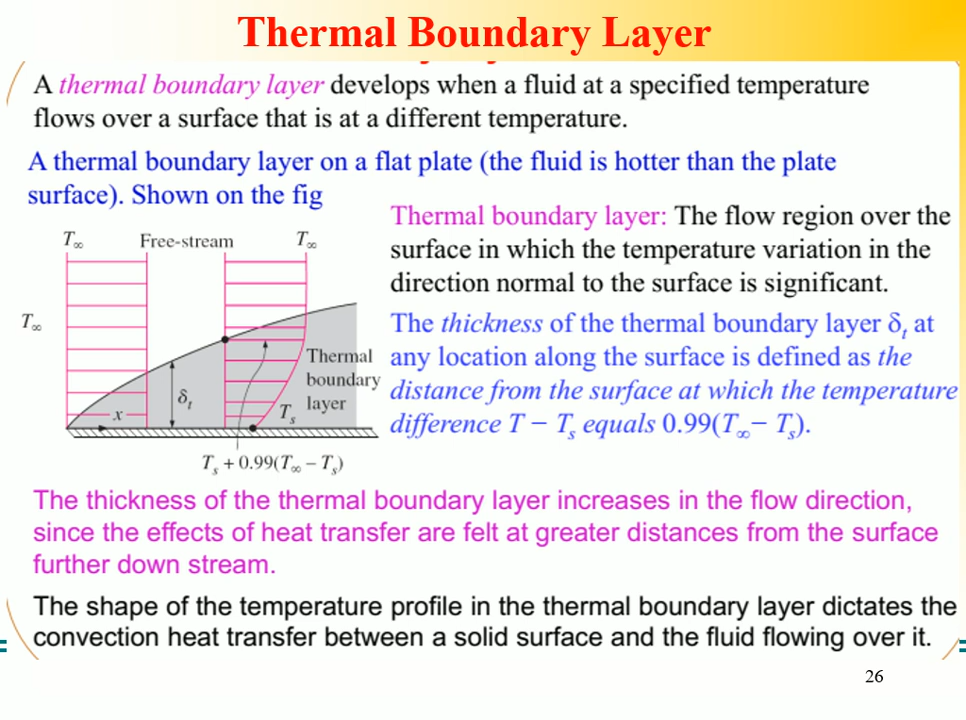 Thermal Boundary Layer
A thermal boundary layer develops when a fluid at a specified temperature
flows over a surface that is at a different temperature.
A thermal boundary layer on a flat plate (the fluid is hotter than the plate
surface). Shown on the fig
Thermal boundary layer: The flow region over the
surface in which the temperature variation in the
direction normal to the surface is significant.
The thickness of the thermal boundary layer δt at
any location along the surface is defined as the
distance from the surface at which the temperature
difference T − Ts equals 0.99(T∞− Ts).
T∞ Free-stream T∞
T∞
Thermal
boundary
layer
δt
x
Ts
Ts + 0.99(T∞ − Ts)
The thickness of the thermal boundary layer increases in the flow direction,
since the effects of heat transfer are felt at greater distances from the surface
further down stream.
The shape of the temperature profile in the thermal boundary layer dictates the
convection heat transfer between a solid surface and the fluid flowing over it.
26